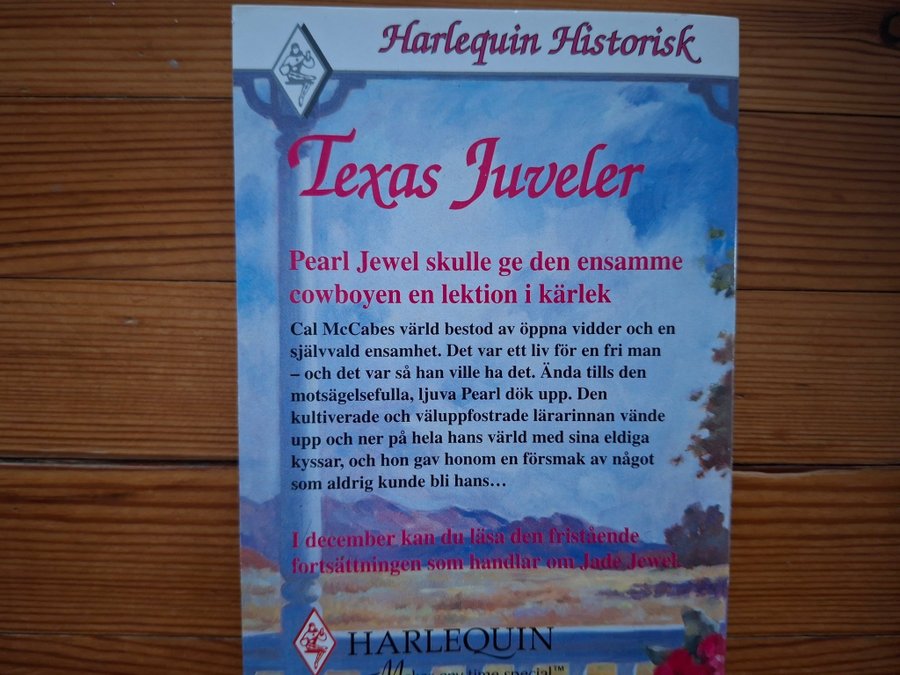 Harlequin Historisk
Texas Juveler
Pearl Jewel skulle ge den ensamme
cowboyen en lektion i kärlek
Cal McCabes värld bestod av öppna vidder och en
självvald ensamhet. Det var ett liv för en fri man
– och det var så han ville ha det. Ända tills den
motsägelsefulla, ljuva Pearl dök upp. Den
kultiverade och väluppfostrade lärarinnan vände
upp och ner på hela hans värld med sina eldiga
kyssar, och hon gav honom en försmak av något
som aldrig kunde bli hans…
I december kan du läsa den fristående
fortsättningen som handlar om Jade Jewel.
HARLEQUIN
Makes any time special™